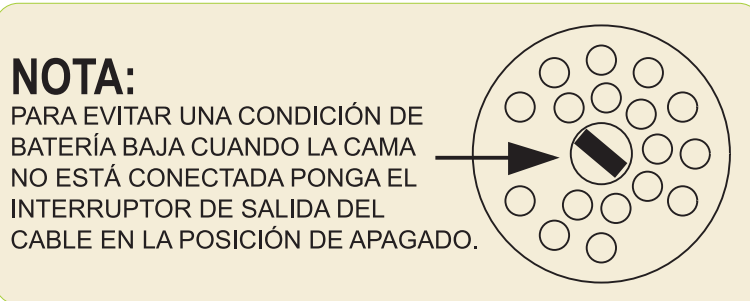 NOTA:
PARA EVITAR UNA CONDICIÓN DE
BATERÍA BAJA CUANDO LA CAMA
NO ESTÁ CONECTADA PONGA EL
INTERRUPTOR DE SALIDA DEL
CABLE EN LA POSICIÓN DE APAGADO.